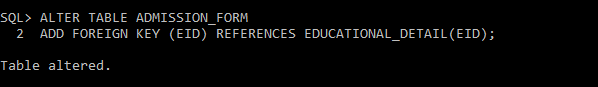 SQL> ALTER TABLE ADMISSION_FORM
2 ADD FOREIGN KEY (EID) REFERENCES EDUCATIONAL_DETAIL(EID);
Table altered.